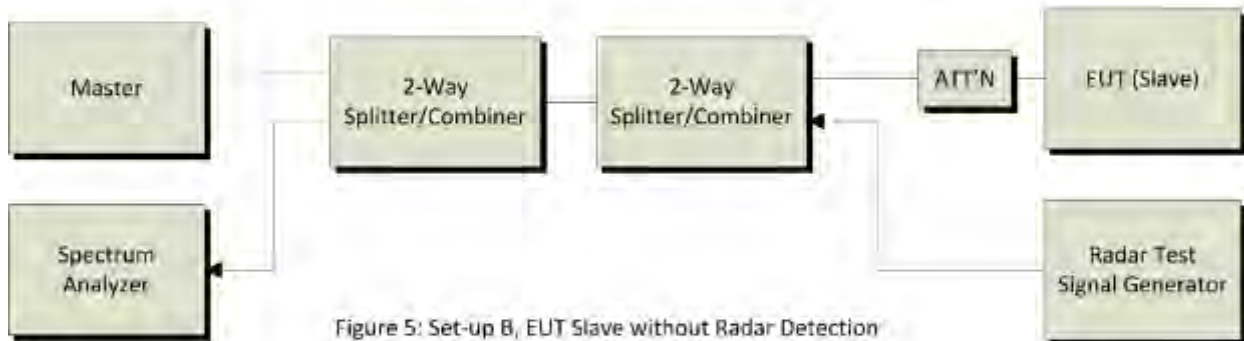 Master
2-Way
Splitter/Combiner
2-Way
Splitter/Combiner
ATT'N
EUT (Slave)
Spectrum
Analyzer
Radar Test
Signal Generator
Figure 5: Set-up B, EUT Slave without Radar Detection